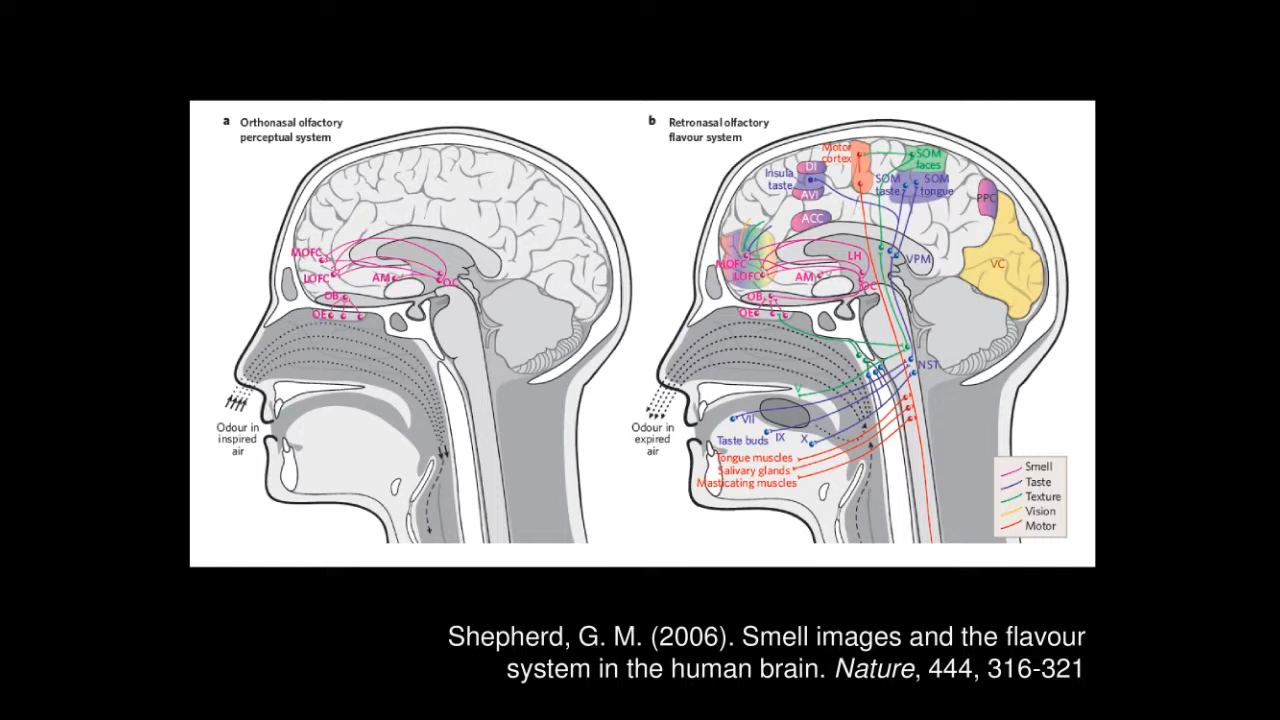 a Orthonasal olfactory
perceptual system
MOFC
LOFC
AM
OC
OB
OE
Odour in
inspired
air
b Retronasal olfactory
flavour system
Motor
cortex
SOM
faces
DI
Insula
taste
AVI
SOM
taste
SOM
tongue
PPC
ACC
MOFC
LOFC
LH
VPM
VC
AM
OC
OB
OE
NST
V
VII
Taste buds
IX
X
Odour in
expired
air
Tongue muscles
Salivary glands
Masticating muscles
Smell
Taste
Texture
Vision
Motor
Shepherd, G. M. (2006). Smell images and the flavour
system in the human brain. Nature, 444, 316-321